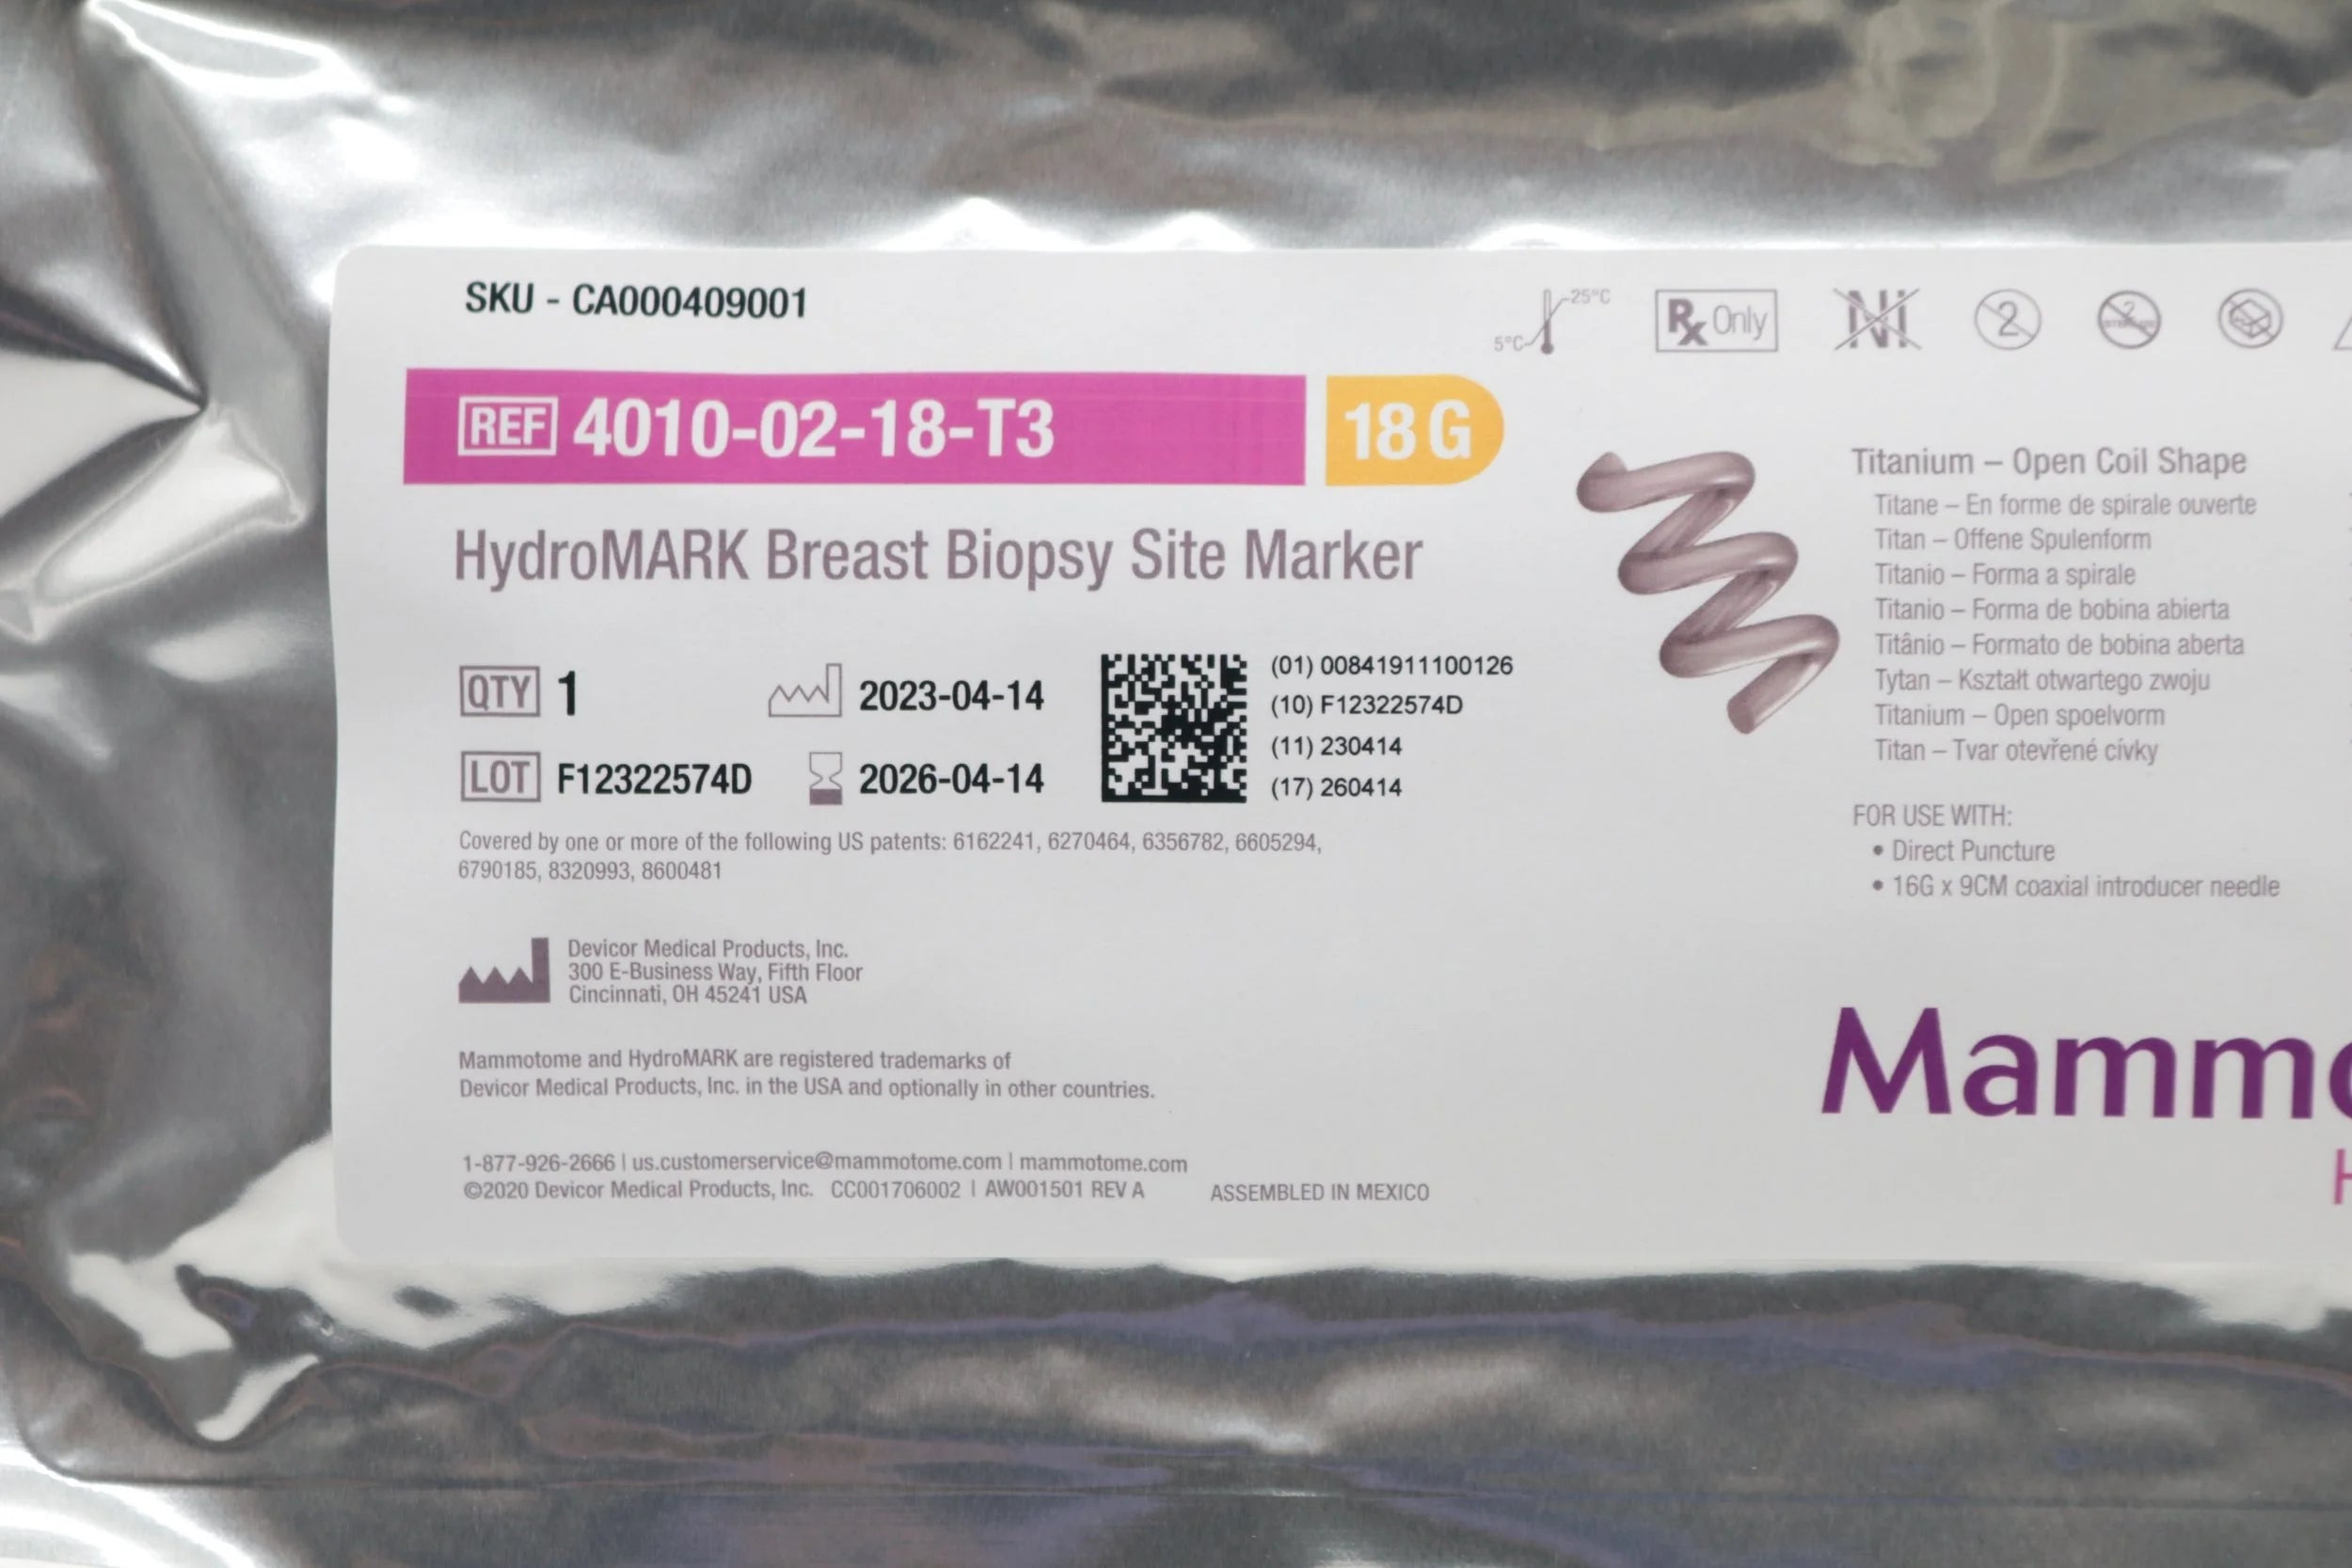 SKU - CA000409001
5°C 25°C
Rx Only
REF 4010-02-18-T3 18 G
HydroMARK Breast Biopsy Site Marker
QTY 1 2023-04-14
LOT F12322574D 2026-04-14
(01) 00841911100126
(10) F12322574D
(11) 230414
(17) 260414
Covered by one or more of the following US patents: 6162241, 6270464, 6356782, 6605294,
6790185, 8320993, 8600481
Devicor Medical Products, Inc.
300 E-Business Way, Fifth Floor
Cincinnati, OH 45241 USA
Mammotome and HydroMARK are registered trademarks of
Devicor Medical Products, Inc. in the USA and optionally in other countries.
1-877-926-2666 | us.customerservice@mammotome.com | mammotome.com
©2020 Devicor Medical Products, Inc. CC001706002 | AW001501 REV A ASSEMBLED IN MEXICO
Titanium – Open Coil Shape
Titane – En forme de spirale ouverte
Titan – Offene Spulenform
Titanio – Forma a spirale
Titanio – Forma de bobina abierta
Titânio – Formato de bobina aberta
Tytan – Kształt otwartego zwoju
Titanium – Open spoelvorm
Titan – Tvar otevřené cívky
FOR USE WITH:
• Direct Puncture
• 16G x 9CM coaxial introducer needle
Mamm